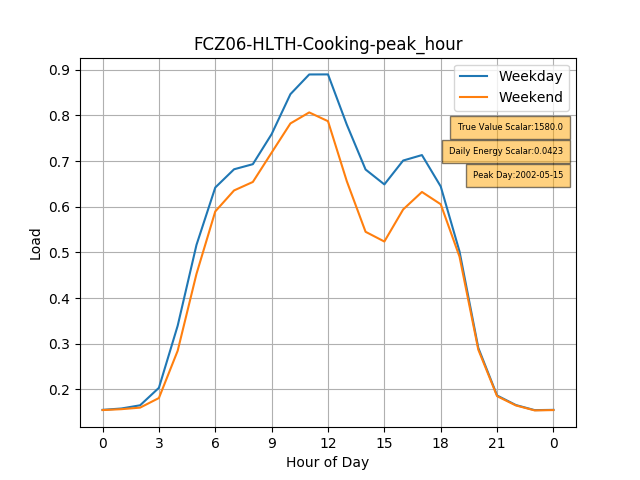 FCZ06-HLTH-Cooking-peak_hour
Weekday
Weekend
True Value Scalar:1580.0
Daily Energy Scalar:0.0423
Peak Day:2002-05-15
Load
0.9
0.8
0.7
0.6
0.5
0.4
0.3
0.2
0 3 6 9 12 15 18 21 0
Hour of Day